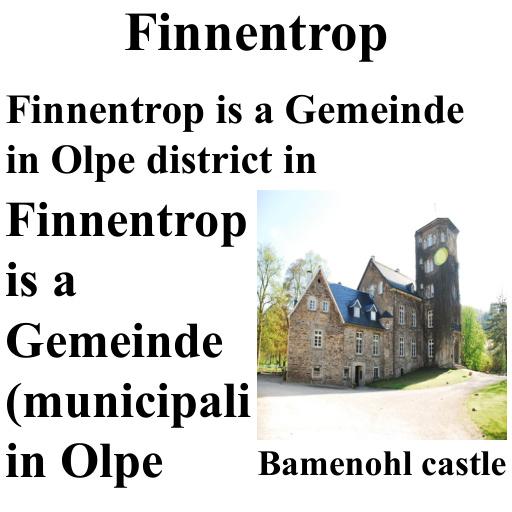 Finnentrop
Finnentrop is a Gemeinde
in Olpe district in
Finnentrop
is a
Gemeinde
(municipali
in Olpe
Bamenohl castle